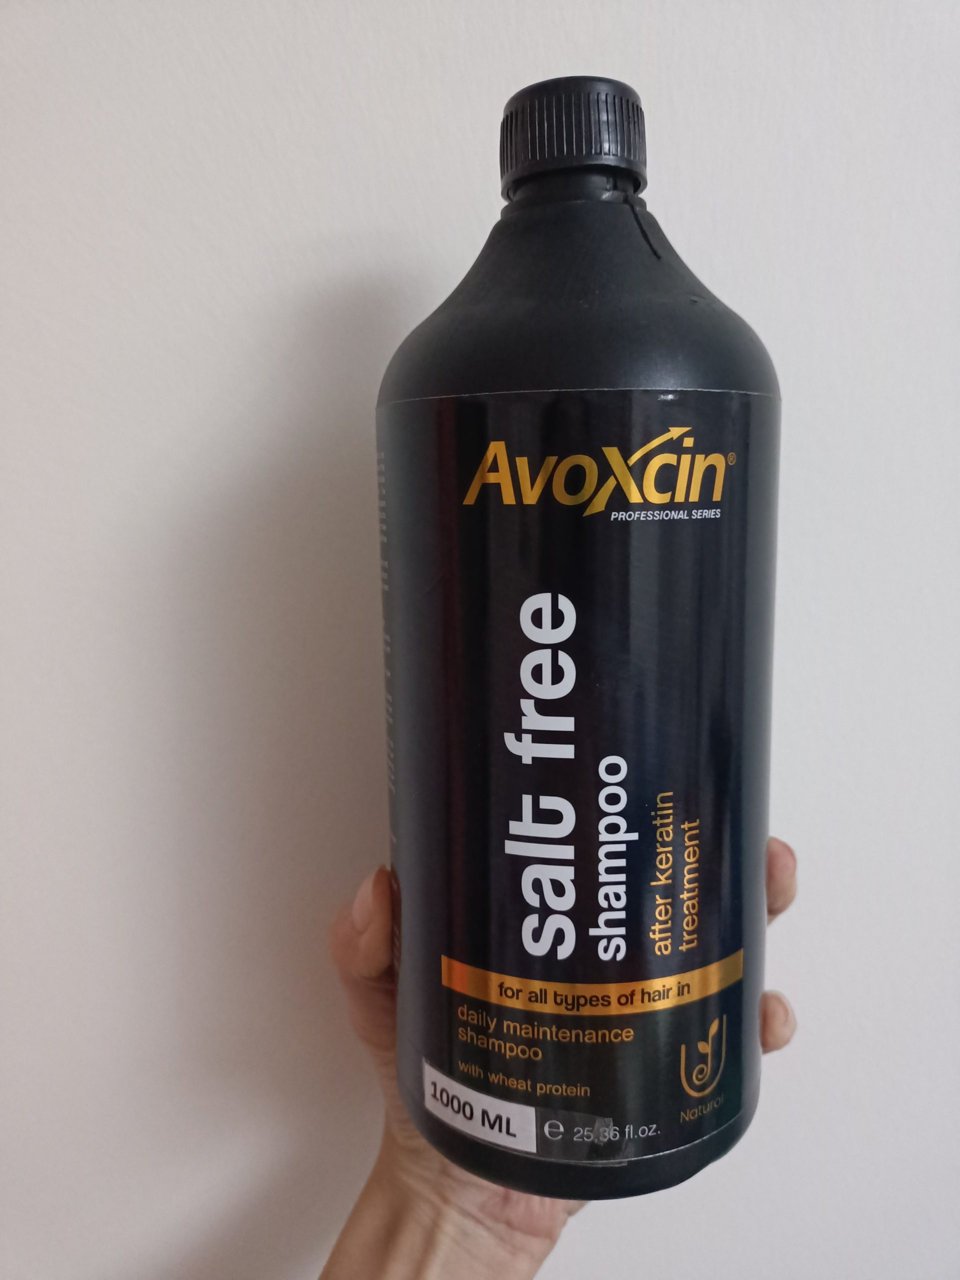 AvoXcin®
PROFESSIONAL SERIES
salt free
shampoo
after keratin
treatment
for all types of hair in
daily maintenance
shampoo
with wheat protein
Natural
1000 ML
e 25.36 fl.oz.